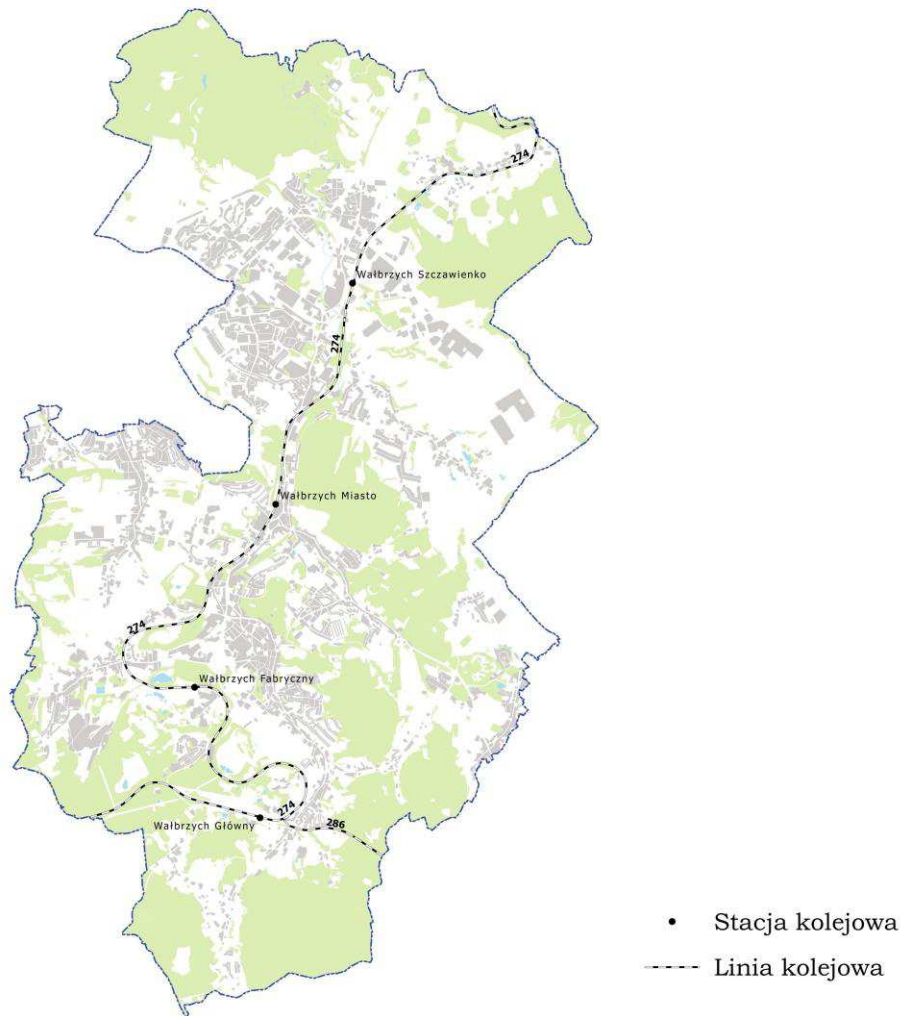 274
Wałbrzych Szczawienko
274
Wałbrzych Miasto
274
Wałbrzych Fabryczny
274
Wałbrzych Główny
286
Stacja kolejowa
Linia kolejowa